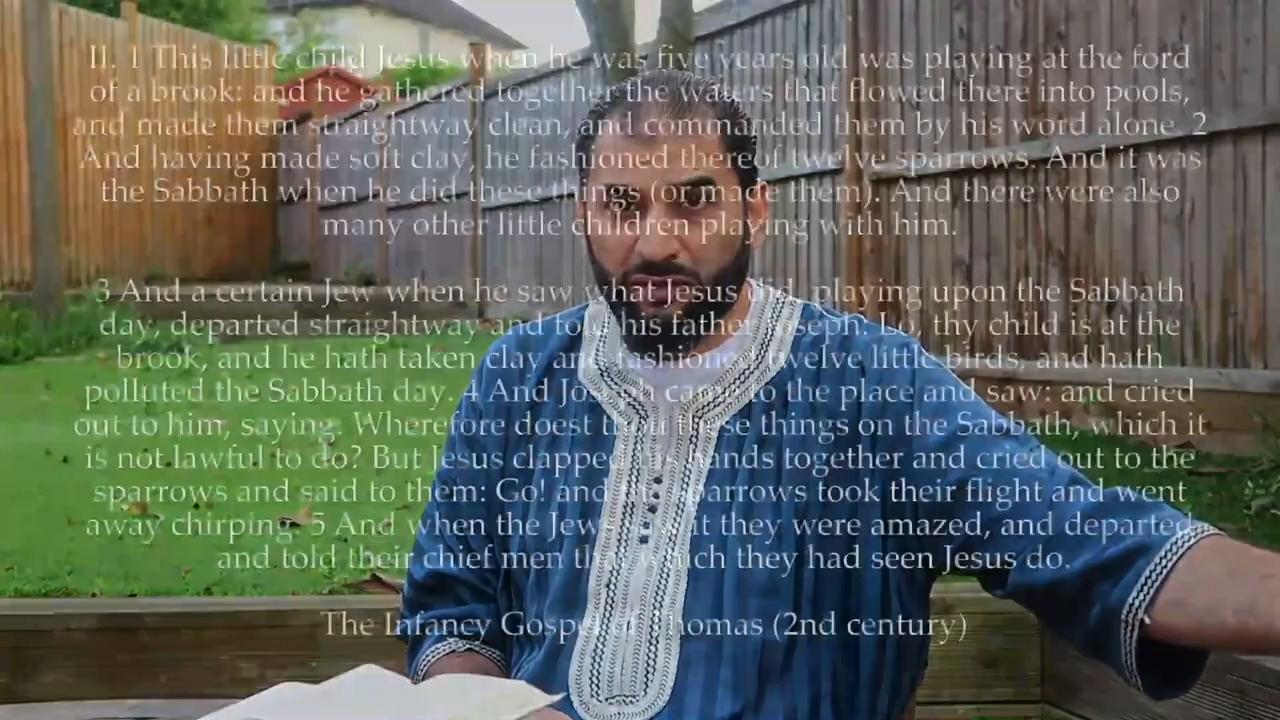 II. 1 This little child Jesus when he was five years old was playing at the ford
of a brook: and he gathered together the waters that flowed there into pools,
and made them straightway clean, and commanded them by his word alone. 2
And having made soft clay, he fashioned thereof twelve sparrows. And it was
the Sabbath when he did these things (or made them). And there were also
many other little children playing with him.
3 And a certain Jew when he saw what Jesus did, playing upon the Sabbath
day, departed straightway and told his father Joseph: Lo, thy child is at the
brook, and he hath taken clay and fashioned twelve little birds, and hath
polluted the Sabbath day. 4 And Joseph came to the place and saw: and cried
out to him, saying: Wherefore doest thou these things on the Sabbath, which it
is not lawful to do? But Jesus clapped his hands together and cried out to the
sparrows and said to them: Go! and the sparrows took their flight and went
away chirping. 5 And when the Jews saw it they were amazed, and departed
and told their chief men that which they had seen Jesus do.
The Infancy Gospel of Thomas (2nd century)